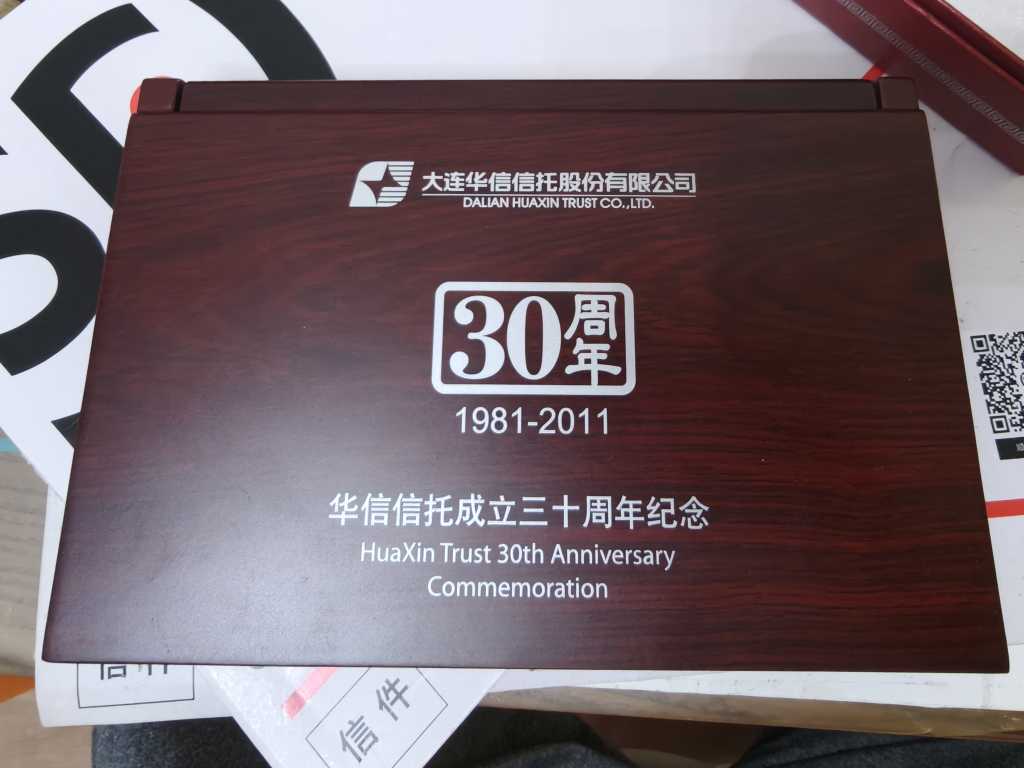 大连华信信托股份有限公司
DALIAN HUAXIN TRUST CO.,LTD.
30周年
1981-2011
华信信托成立三十周年纪念
HuaXin Trust 30th Anniversary
Commemoration
信件
信件